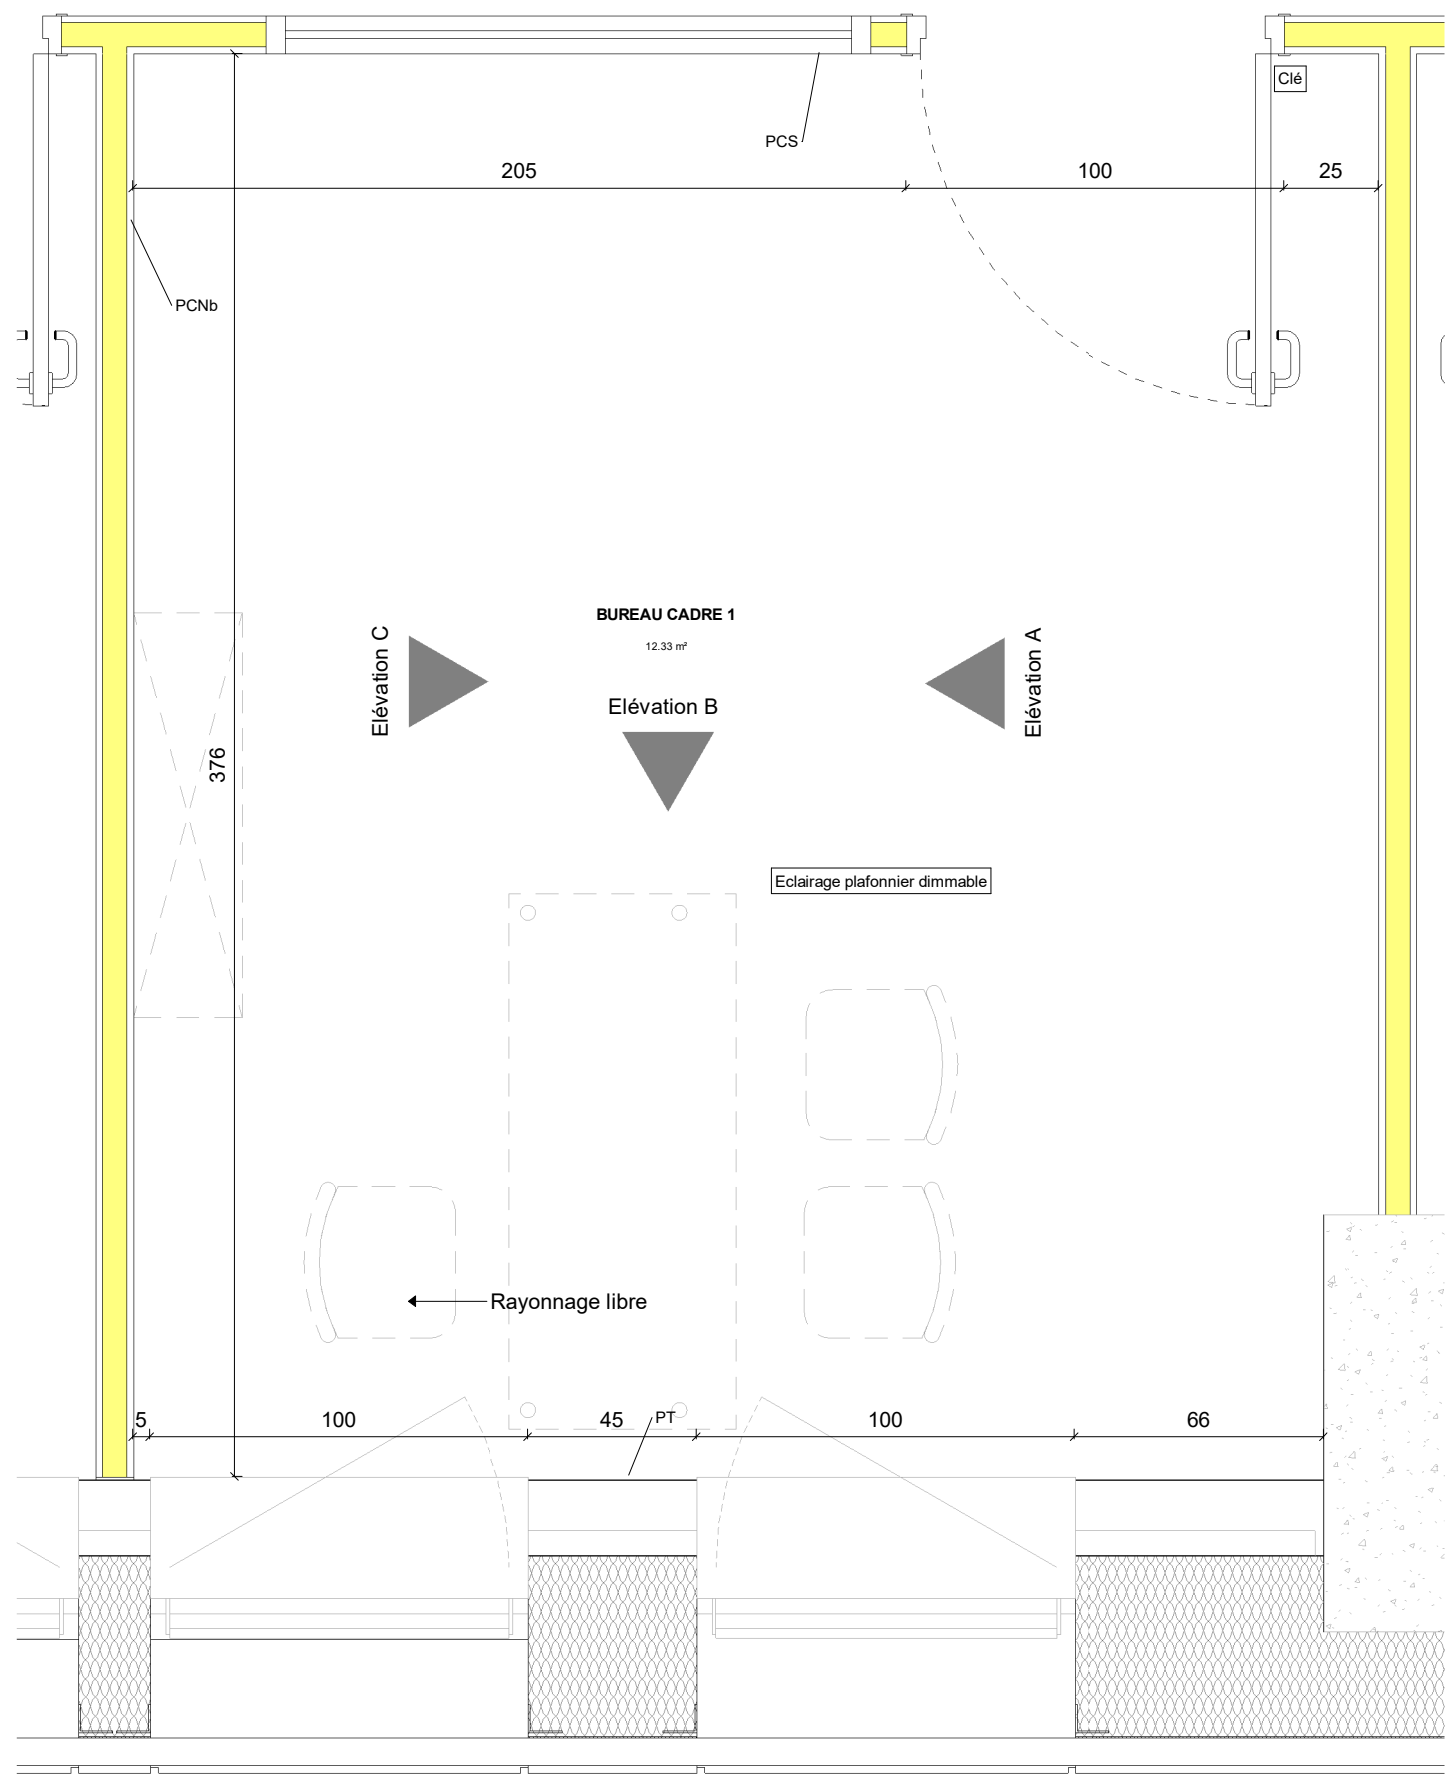 Clé
PCS
205
100
25
PCNb
BUREAU CADRE 1
12.33 m²
Elévation C
Elévation A
Elévation B
376
Eclairage plafonnier dimmable
Rayonnage libre
5
100
45
PT
100
66